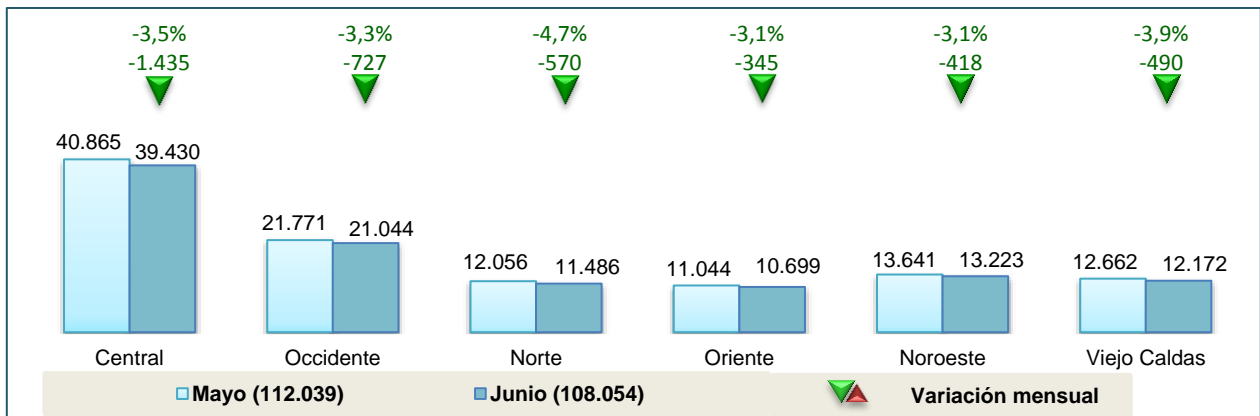 -3,5% -3,3% -4,7% -3,1% -3,1% -3,9%
-1.435 -727 -570 -345 -418 -490
40.865 39.430 21.771 21.044 12.056 11.486 11.044 10.699 13.641 13.223 12.662 12.172
Central Occidente Norte Oriente Noroeste Viejo Caldas
Mayo (112.039) Junio (108.054) Variación mensual